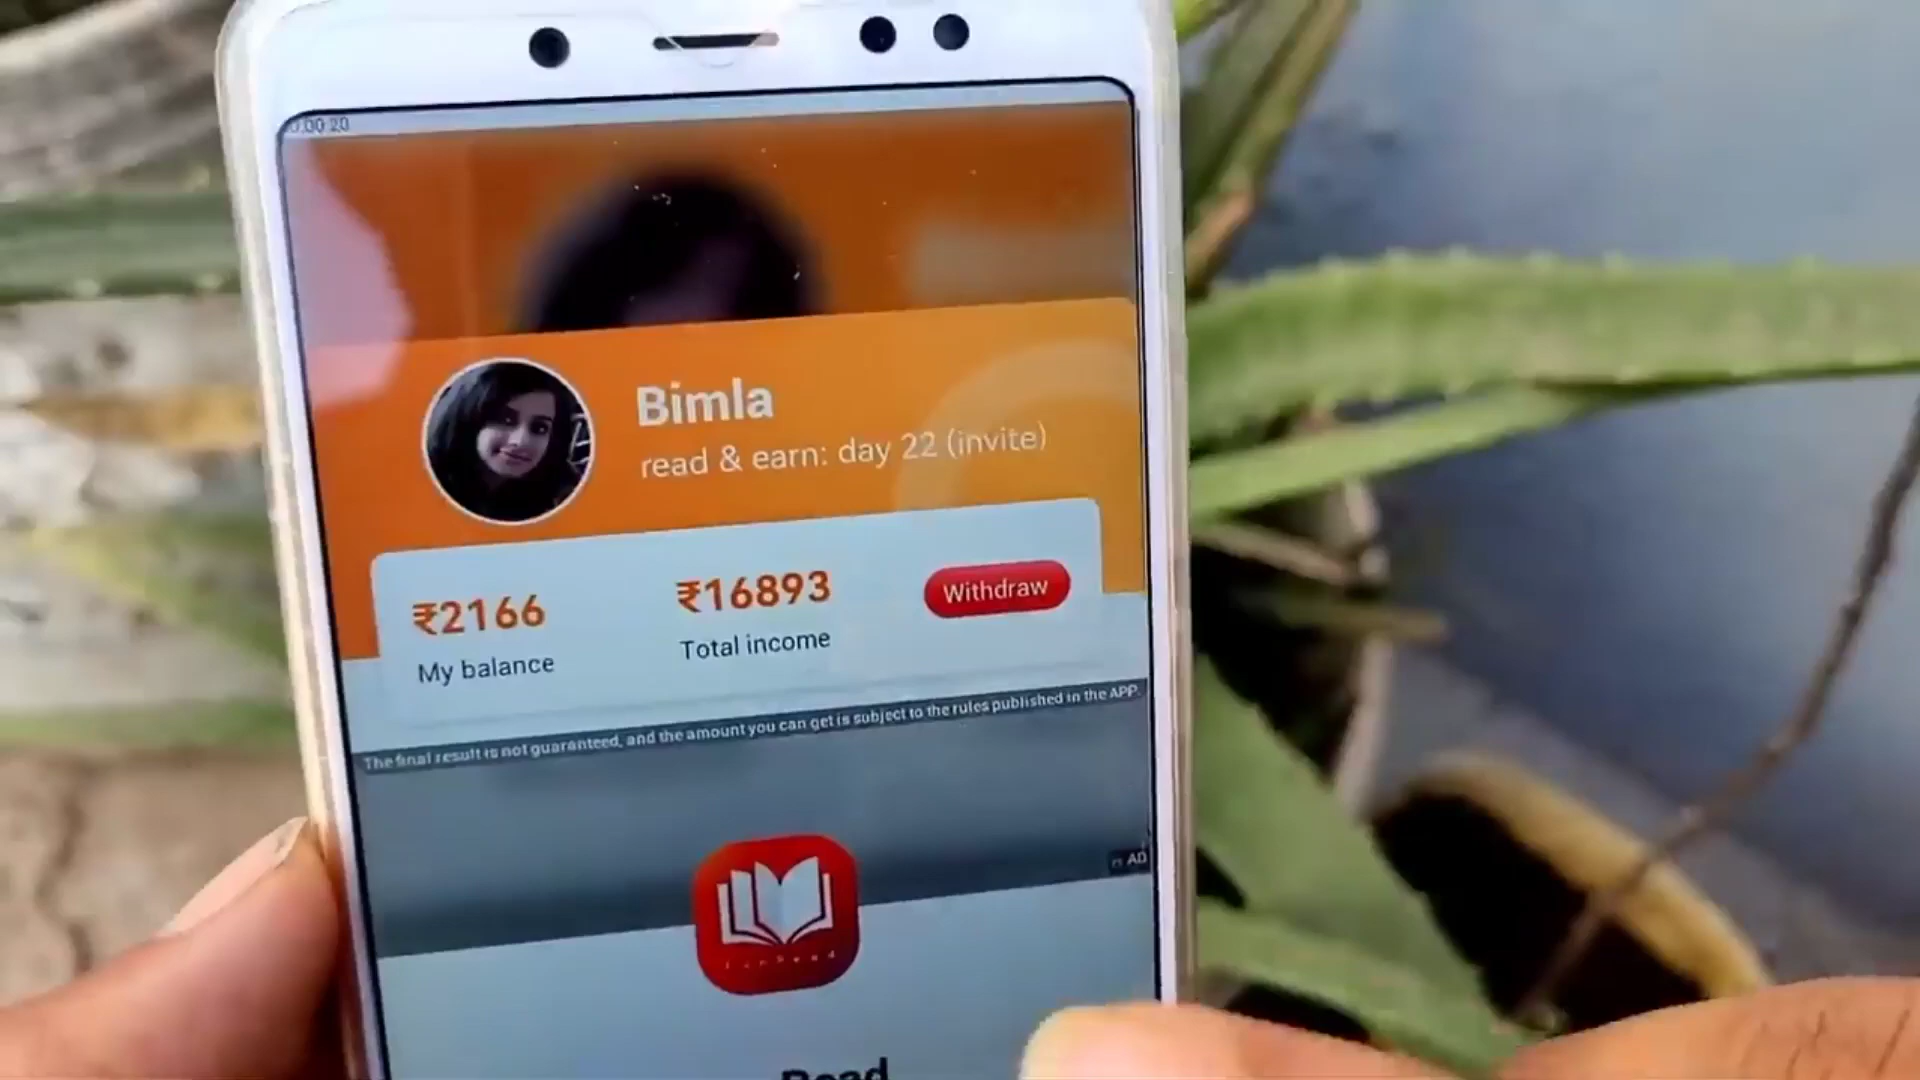 Bimla
read & earn: day 22 (invite)
₹2166
₹16893
Withdraw
My balance
Total income
The final result is not guaranteed, and the amount you can get is subject to the rules published in the APP.
AD
Read